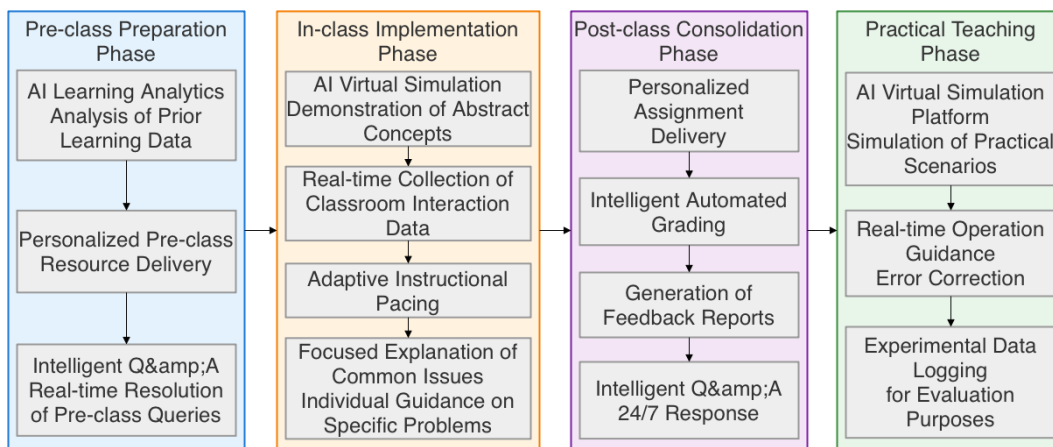 Pre-class Preparation
Phase
AI Learning Analytics
Analysis of Prior
Learning Data
Personalized Pre-class
Resource Delivery
Intelligent Q&amp;A
Real-time Resolution
of Pre-class Queries
In-class Implementation
Phase
AI Virtual Simulation
Demonstration of Abstract
Concepts
Real-time Collection of
Classroom Interaction
Data
Adaptive Instructional
Pacing
Focused Explanation of
Common Issues
Individual Guidance on
Specific Problems
Post-class Consolidation
Phase
Personalized
Assignment
Delivery
Intelligent Automated
Grading
Generation of
Feedback Reports
Intelligent Q&amp;A
24/7 Response
Practical Teaching
Phase
AI Virtual Simulation
Platform
Simulation of Practical
Scenarios
Real-time Operation
Guidance
Error Correction
Experimental Data
Logging
for Evaluation
Purposes